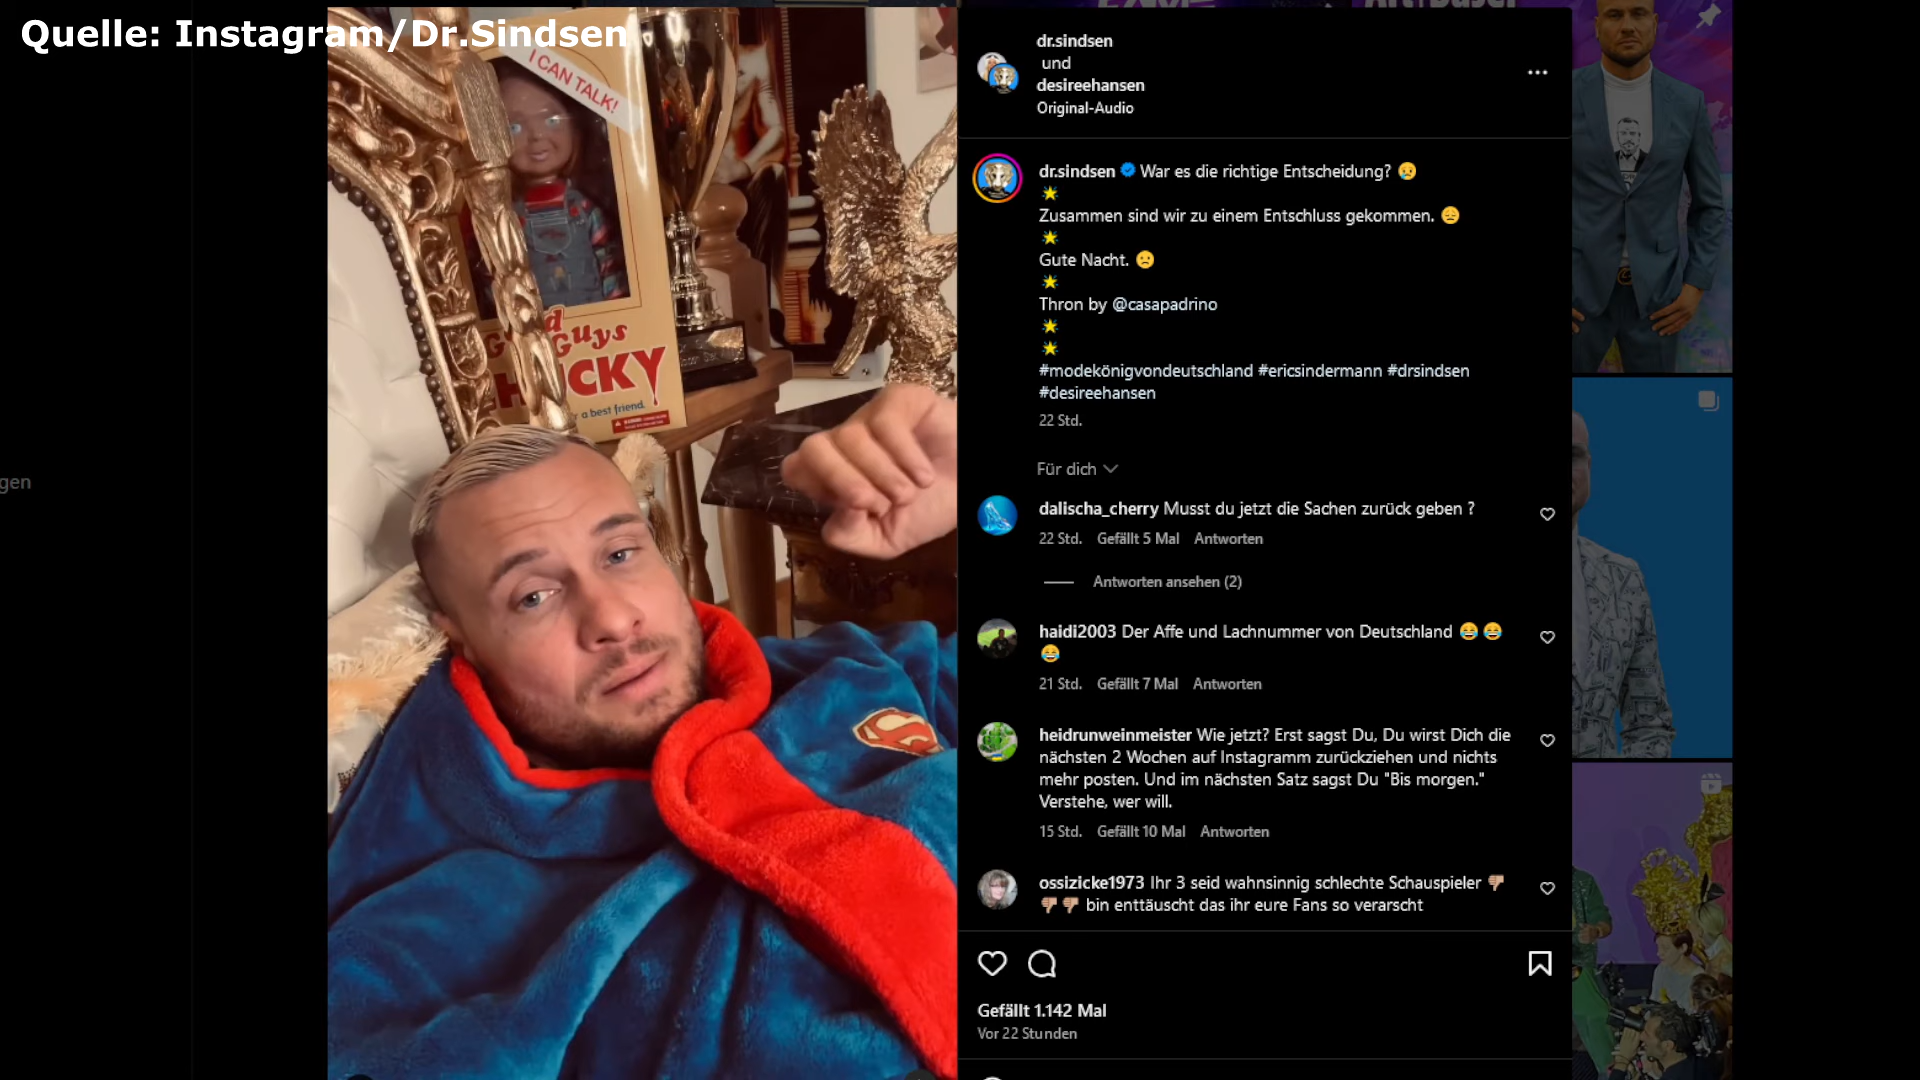 Quelle: Instagram/Dr.Sindsen
I CAN TALK!
Guys
a best friend.
gen
dr.sindsen
und
desireehansen
Original-Audio
dr.sindsen War es die richtige Entscheidung? 😢
🌟
Zusammen sind wir zu einem Entschluss gekommen. 😔
🌟
Gute Nacht. 🙁
🌟
Thron by @casapadrino
🌟
🌟
#modekönigvondeutschland #ericsindermann #drsindsen
#desireehansen
22 Std.
Für dich
dalischa_cherry Musst du jetzt die Sachen zurück geben ?
22 Std. Gefällt 5 Mal Antworten
Antworten ansehen (2)
haidi2003 Der Affe und Lachnummer von Deutschland 😂😂
😂
21 Std. Gefällt 7 Mal Antworten
heidrunweinmeister Wie jetzt? Erst sagst Du, Du wirst Dich die
nächsten 2 Wochen auf Instagramm zurückziehen und nichts
mehr posten. Und im nächsten Satz sagst Du "Bis morgen."
Verstehe, wer will.
15 Std. Gefällt 10 Mal Antworten
ossizicke1973 Ihr 3 seid wahnsinnig schlechte Schauspieler 👎🏼
👎🏼👎🏼 bin enttäuscht das ihr eure Fans so verarscht
Gefällt 1.142 Mal
Vor 22 Stunden